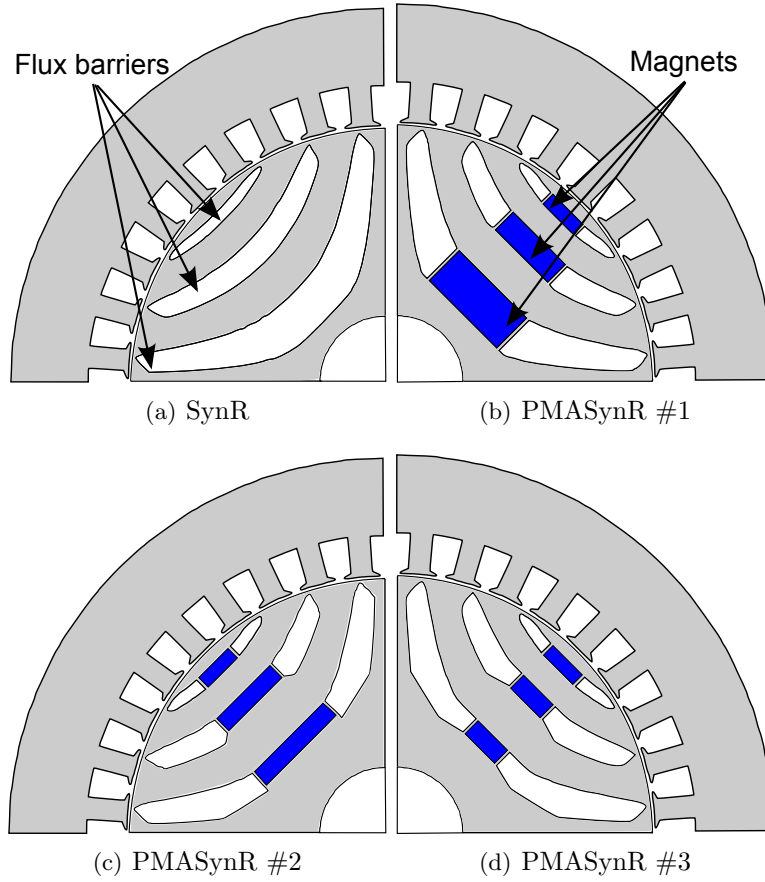 Flux barriers
Magnets
(a) SynR
(b) PMASynR #1
(c) PMASynR #2
(d) PMASynR #3